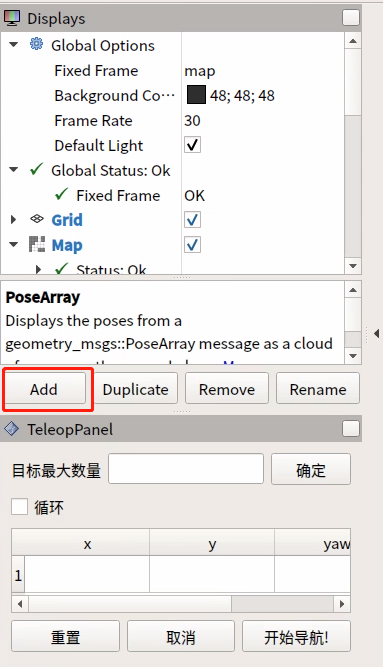 Displays
Global Options
Fixed Frame map
Background Co… 48; 48; 48
Frame Rate 30
Default Light
Global Status: Ok
Fixed Frame OK
Grid
Map
Status: Ok
PoseArray
Displays the poses from a
geometry_msgs::PoseArray message as a cloud
Add Duplicate Remove Rename
TeleopPanel
目标最大数量 确定
循环
x y yaw
1
重置 取消 开始导航!